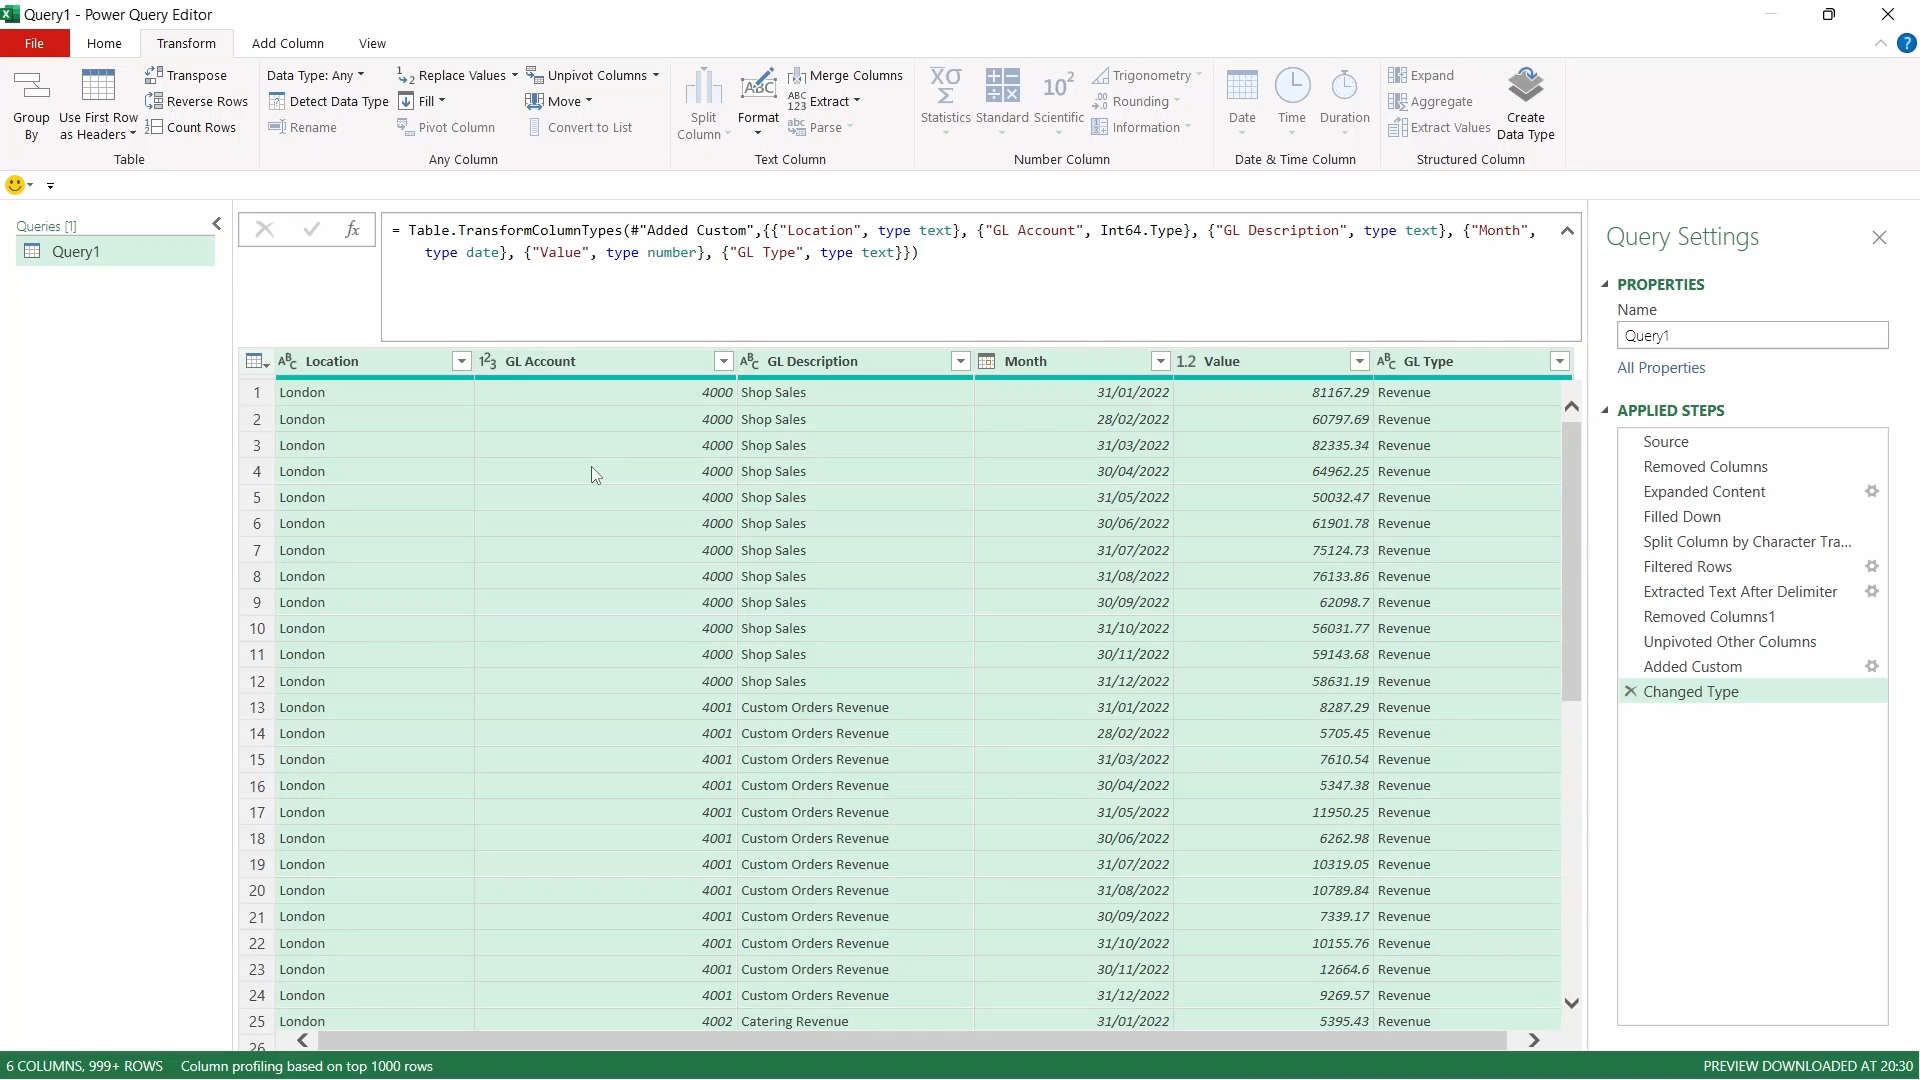 Query1 - Power Query Editor
File
Home
Transform
Add Column
View
?
Group
By
Use First Row
as Headers
Transpose
Reverse Rows
Count Rows
Table
Data Type: Any
Detect Data Type
Rename
Replace Values
Fill
Pivot Column
Unpivot Columns
Move
Convert to List
Any Column
Split
Column
Format
Merge Columns
Extract
Parse
Text Column
Statistics
Standard
Scientific
Trigonometry
Rounding
Information
Number Column
Date
Time
Duration
Date & Time Column
Expand
Aggregate
Extract Values
Create
Data Type
Structured Column
Queries [1]
Query1
fx
= Table.TransformColumnTypes(#"Added Custom",{{"Location", type text}, {"GL Account", Int64.Type}, {"GL Description", type text}, {"Month",
type date}, {"Value", type number}, {"GL Type", type text}})
Location GL Account GL Description Month 1.2 Value GL Type
1 London 4000 Shop Sales 31/01/2022 81167.29 Revenue
2 London 4000 Shop Sales 28/02/2022 60797.69 Revenue
3 London 4000 Shop Sales 31/03/2022 82335.34 Revenue
4 London 4000 Shop Sales 30/04/2022 64962.25 Revenue
5 London 4000 Shop Sales 31/05/2022 50032.47 Revenue
6 London 4000 Shop Sales 30/06/2022 61901.78 Revenue
7 London 4000 Shop Sales 31/07/2022 75124.73 Revenue
8 London 4000 Shop Sales 31/08/2022 76133.86 Revenue
9 London 4000 Shop Sales 30/09/2022 62098.7 Revenue
10 London 4000 Shop Sales 31/10/2022 56031.77 Revenue
11 London 4000 Shop Sales 30/11/2022 59143.68 Revenue
12 London 4000 Shop Sales 31/12/2022 58631.19 Revenue
13 London 4001 Custom Orders Revenue 31/01/2022 8287.29 Revenue
14 London 4001 Custom Orders Revenue 28/02/2022 5705.45 Revenue
15 London 4001 Custom Orders Revenue 31/03/2022 7610.54 Revenue
16 London 4001 Custom Orders Revenue 30/04/2022 5347.38 Revenue
17 London 4001 Custom Orders Revenue 31/05/2022 11950.25 Revenue
18 London 4001 Custom Orders Revenue 30/06/2022 6262.98 Revenue
19 London 4001 Custom Orders Revenue 31/07/2022 10319.05 Revenue
20 London 4001 Custom Orders Revenue 31/08/2022 10789.84 Revenue
21 London 4001 Custom Orders Revenue 30/09/2022 7339.17 Revenue
22 London 4001 Custom Orders Revenue 31/10/2022 10155.76 Revenue
23 London 4001 Custom Orders Revenue 30/11/2022 12664.6 Revenue
24 London 4001 Custom Orders Revenue 31/12/2022 9269.57 Revenue
25 London 4002 Catering Revenue 31/01/2022 5395.43 Revenue
26
Query Settings
PROPERTIES
Name
Query1
All Properties
APPLIED STEPS
Source
Removed Columns
Expanded Content
Filled Down
Split Column by Character Tra...
Filtered Rows
Extracted Text After Delimiter
Removed Columns1
Unpivoted Other Columns
Added Custom
Changed Type
6 COLUMNS, 999+ ROWS Column profiling based on top 1000 rows
PREVIEW DOWNLOADED AT 20:30